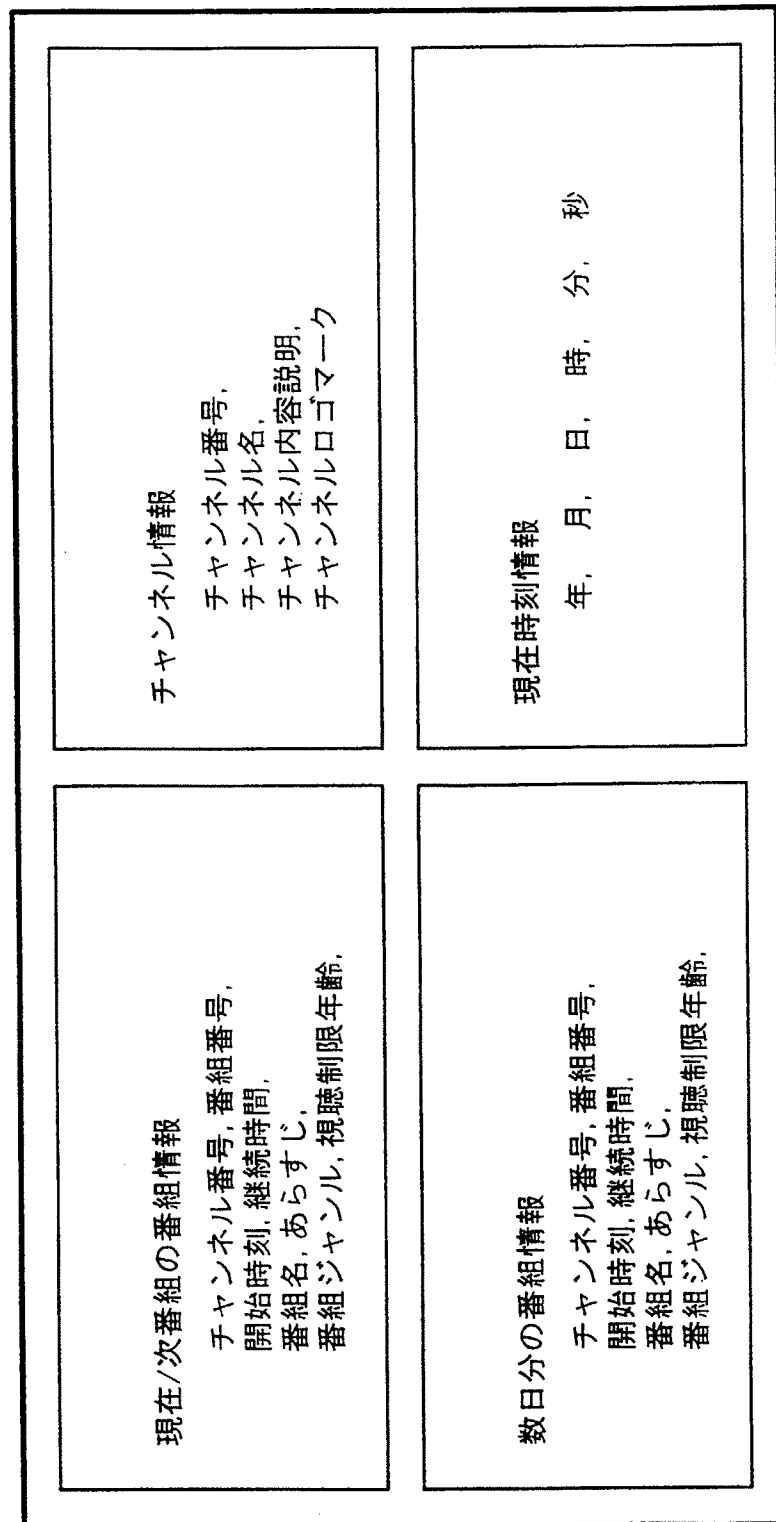 現在/次番組の番組情報
チャンネル番号, 番組番号,
開始時刻, 継続時間,
番組名, あらすじ,
番組ジャンル, 視聴制限年齢,
チャンネル情報
チャンネル番号,
チャンネル名,
チャンネル内容説明,
チャンネルロゴマーク
数日分の番組情報
チャンネル番号, 番組番号,
開始時刻, 継続時間,
番組名, あらすじ,
番組ジャンル, 視聴制限年齢,
現在時刻情報
年, 月, 日, 時, 分, 秒